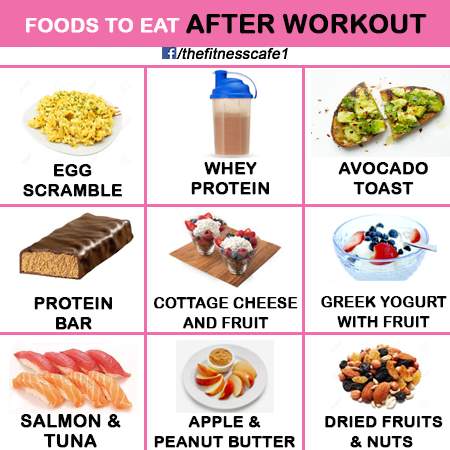 FOODS TO EAT AFTER WORKOUT
f/thefitnesscafe1
EGG
SCRAMBLE
WHEY
PROTEIN
AVOCADO
TOAST
PROTEIN
BAR
COTTAGE CHEESE
AND FRUIT
GREEK YOGURT
WITH FRUIT
SALMON &
TUNA
APPLE &
PEANUT BUTTER
DRIED FRUITS
& NUTS